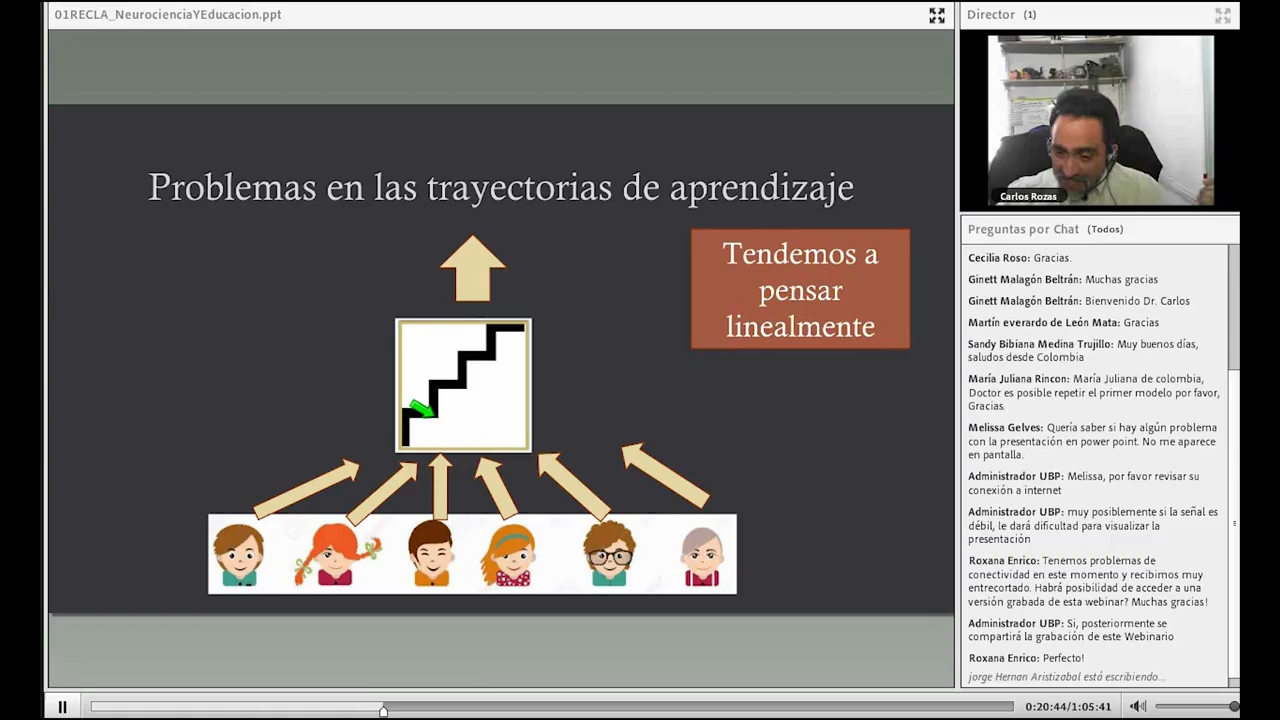 01RECLA_NeurocienciaYEducacion.ppt
Problemas en las trayectorias de aprendizaje
Tendemos a
pensar
linealmente
Director (1)
Carlos Rozas
Preguntas por Chat (Todos)
Cecilia Roso: Gracias.
Ginett Malagón Beltrán: Muchas gracias
Ginett Malagón Beltrán: Bienvenido Dr. Carlos
Martín everardo de León Mata: Gracias
Sandy Bibiana Medina Trujillo: Muy buenos días,
saludos desde Colombia
María Juliana Rincon: María Juliana de colombia,
Doctor es posible repetir el primer modelo por favor,
Gracias.
Melissa Gelves: Quería saber si hay algún problema
con la presentación en power point. No me aparece
en pantalla.
Administrador UBP: Melissa, por favor revisar su
conexión a internet
Administrador UBP: muy posiblemente si la señal es
débil, le dará dificultad para visualizar la
presentación
Roxana Enrico: Tenemos problemas de
conectividad en este momento y recibimos muy
entrecortado. Habrá posibilidad de acceder a una
versión grabada de esta webinar? Muchas gracias!
Administrador UBP: Si, posteriormente se
compartirá la grabación de este Webinario
Roxana Enrico: Perfecto!
jorge Hernan Aristizabal está escribiendo...
0:20:44/1:05:41